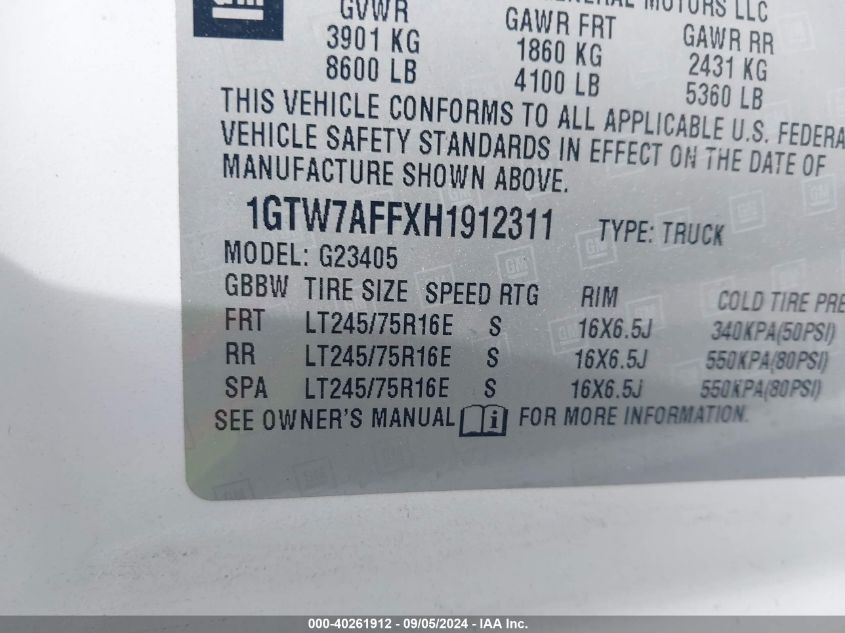 GM
GENERAL MOTORS LLC
GVWR GAWR FRT GAWR RR
3901 KG 1860 KG 2431 KG
8600 LB 4100 LB 5360 LB
THIS VEHICLE CONFORMS TO ALL APPLICABLE U.S. FEDERA
VEHICLE SAFETY STANDARDS IN EFFECT ON THE DATE OF
MANUFACTURE SHOWN ABOVE.
1GTW7AFFXH1912311 TYPE: TRUCK
MODEL: G23405
GBBW TIRE SIZE SPEED RTG RIM COLD TIRE PRE
FRT LT245/75R16E S 16X6.5J 340KPA(50PSI)
RR LT245/75R16E S 16X6.5J 550KPA(80PSI)
SPA LT245/75R16E S 16X6.5J 550KPA(80PSI)
SEE OWNER'S MANUAL i FOR MORE INFORMATION.
000-40261912 - 09/05/2024 - IAA Inc.